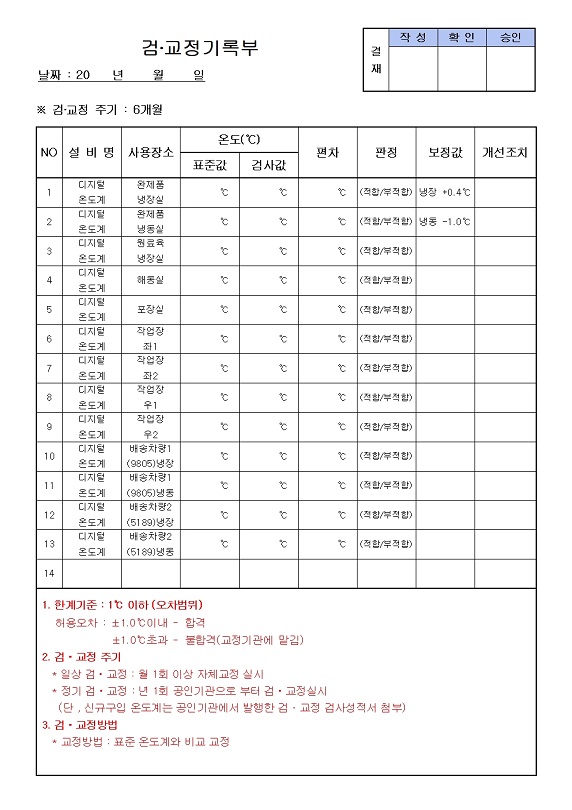 검·교정기록부
결재
작 성 확 인 승인
날짜 : 20 년 월 일
※ 검·교정 주기 : 6개월
NO 설 비 명 사용장소 온도(℃) 편차 판정 보정값 개선조치
표준값 검사값
1 디지털 온도계 완제품 냉장실 ℃ ℃ ℃ (적합/부적합) 냉장 +0.4℃
2 디지털 온도계 완제품 냉동실 ℃ ℃ ℃ (적합/부적합) 냉동 -1.0℃
3 디지털 온도계 원료육 냉장실 ℃ ℃ ℃ (적합/부적합)
4 디지털 온도계 해동실 ℃ ℃ ℃ (적합/부적합)
5 디지털 온도계 포장실 ℃ ℃ ℃ (적합/부적합)
6 디지털 온도계 작업장 좌1 ℃ ℃ ℃ (적합/부적합)
7 디지털 온도계 작업장 좌2 ℃ ℃ ℃ (적합/부적합)
8 디지털 온도계 작업장 우1 ℃ ℃ ℃ (적합/부적합)
9 디지털 온도계 작업장 우2 ℃ ℃ ℃ (적합/부적합)
10 디지털 온도계 배송차량1 (9805)냉장 ℃ ℃ ℃ (적합/부적합)
11 디지털 온도계 배송차량1 (9805)냉동 ℃ ℃ ℃ (적합/부적합)
12 디지털 온도계 배송차량2 (5189)냉장 ℃ ℃ ℃ (적합/부적합)
13 디지털 온도계 배송차량2 (5189)냉동 ℃ ℃ ℃ (적합/부적합)
14
1. 한계기준 : 1℃ 이하 (오차범위)
허용오차 : ±1.0℃이내 - 합격
±1.0℃초과 - 불합격(교정기관에 맡김)
2. 검·교정 주기
* 일상 검·교정 : 월 1회 이상 자체교정 실시
* 정기 검·교정 : 년 1회 공인기관으로 부터 검·교정실시
(단 , 신규구입 온도계는 공인기관에서 발행한 검·교정 검사성적서 첨부)
3. 검·교정방법
* 교정방법 : 표준 온도계와 비교 교정